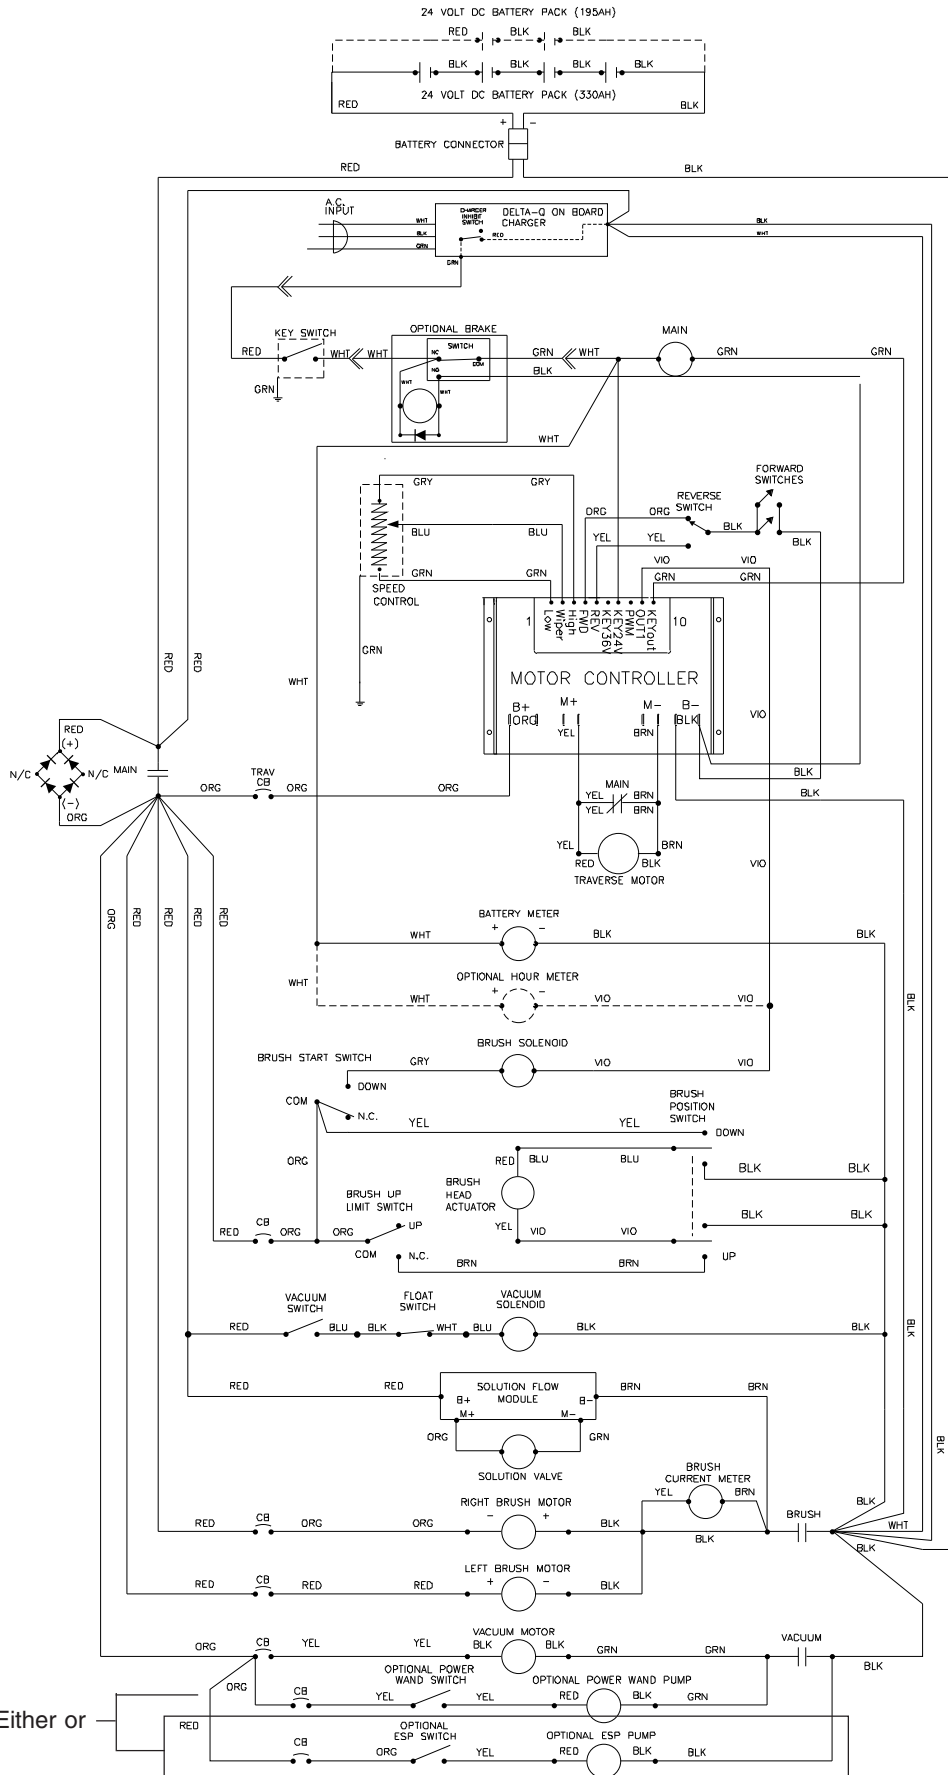 24 VOLT DC BATTERY PACK (195AH)
RED BLK BLK
BLK BLK BLK BLK
24 VOLT DC BATTERY PACK (330AH)
RED BLK
+ -
BATTERY CONNECTOR
RED BLK
A.C. INPUT
WHT
BLK
GRN
CHARGER INHIBIT SWITCH
RED
DELTA-Q ON BOARD CHARGER
BLK
WHT
GRN
KEY SWITCH
RED WHT WHT
GRN
OPTIONAL BRAKE
SWITCH
NC
COM
NO
WHT WHT
GRN WHT
MAIN
GRN GRN
BLK
WHT
GRY GRY
BLU BLU
GRN GRN
SPEED CONTROL
GRN
FORWARD SWITCHES
REVERSE SWITCH
ORG ORG
BLK
BLK
YEL YEL
VIO VIO
GRN GRN
1
Low
Wiper
High
FWD
REV
KEY36V
KEY24V
PWM
OUT1
KEYout
10
MOTOR CONTROLLER
B+ M+ M- B-
ORG YEL BRN BLK
RED RED
WHT
VIO
BLK
BLK
RED
(+)
N/C N/C MAIN
(-)
ORG
ORG
TRAV CB
ORG ORG
MAIN
YEL BRN
YEL BRN
YEL BRN
RED BLK
TRAVERSE MOTOR
VIO
ORG RED RED RED RED
BATTERY METER
WHT + - BLK BLK
WHT
OPTIONAL HOUR METER
WHT + - VIO VIO
BLK
BRUSH SOLENOID
GRY VIO VIO
BRUSH START SWITCH
DOWN
COM
N.C.
YEL YEL
BRUSH POSITION SWITCH
DOWN
ORG
RED BLU BLU
BLK BLK
BRUSH HEAD ACTUATOR
BRUSH UP LIMIT SWITCH
UP
YEL VIO VIO
BLK BLK
RED CB ORG ORG
COM N.C.
BRN BRN
UP
VACUUM SWITCH
FLOAT SWITCH
VACUUM SOLENOID
RED BLU BLK WHT BLU BLK BLK
BLK
RED RED
SOLUTION FLOW MODULE
B+ B-
M+ M-
BRN BRN
ORG GRN
SOLUTION VALVE
BLK
BRUSH CURRENT METER
YEL BRN
RIGHT BRUSH MOTOR
RED CB ORG ORG - + BLK
BLK
BRUSH
BLK
WHT
BLK
LEFT BRUSH MOTOR
RED CB RED RED + - BLK
VACUUM MOTOR
ORG CB YEL YEL BLK BLK GRN GRN
VACUUM
BLK
ORG
OPTIONAL POWER WAND SWITCH
OPTIONAL POWER WAND PUMP
CB YEL YEL RED BLK GRN
Either or
RED
OPTIONAL ESP SWITCH
OPTIONAL ESP PUMP
CB ORG YEL RED BLK BLK